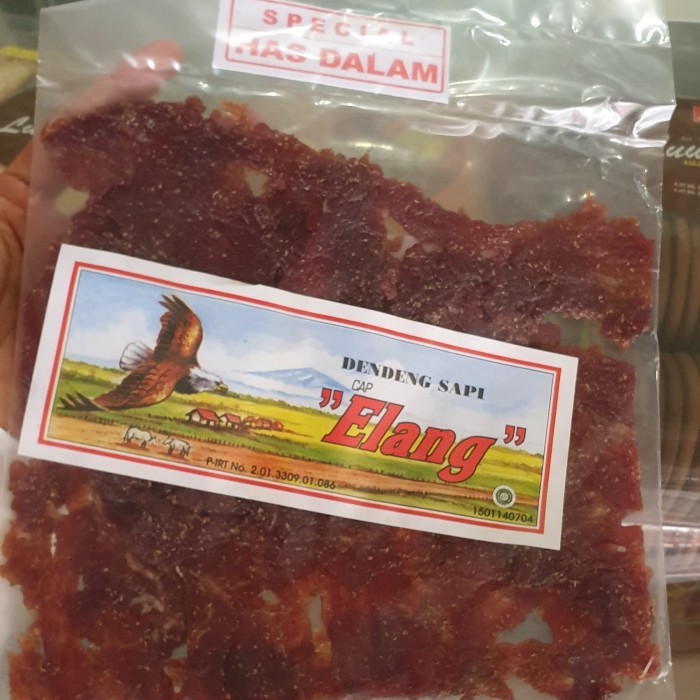 SPECIAL
HAS DALAM
DENDENG SAPI
CAP
"Elang"
P-IRT No. 2.01.3309.01.086
1501140704